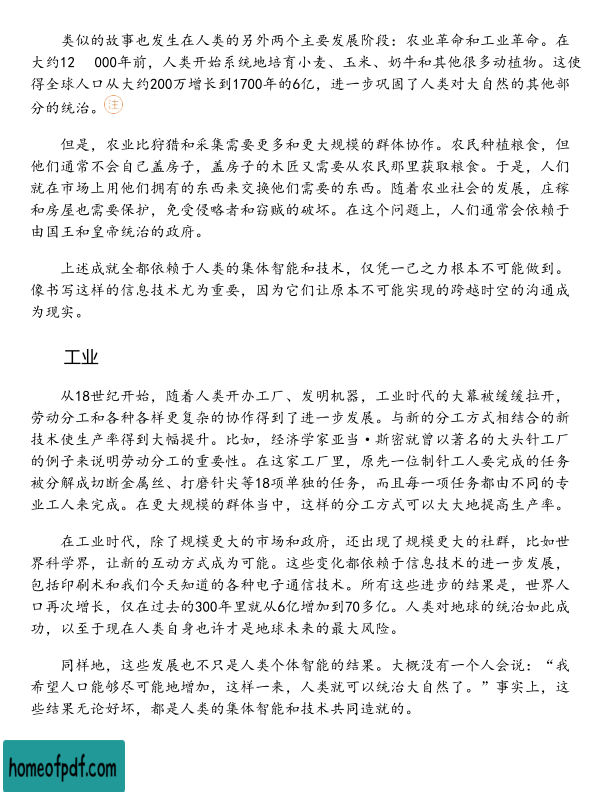 类似的故事也发生在人类的另外两个主要发展阶段：农业革命和工业革命。在
大约12 000年前，人类开始系统地培育小麦、玉米、奶牛和其他很多动植物。这使
得全球人口从大约200万增长到1700年的6亿，进一步巩固了人类对大自然的其他部
分的统治。注
但是，农业比狩猎和采集需要更多和更大规模的群体协作。农民种植粮食，但
他们通常不会自己盖房子，盖房子的木匠又需要从农民那里获取粮食。于是，人们
就在市场上用他们拥有的东西来交换他们需要的东西。随着农业社会的发展，庄稼
和房屋也需要保护，免受侵略者和窃贼的破坏。在这个问题上，人们通常会依赖于
由国王和皇帝统治的政府。
上述成就全都依赖于人类的集体智能和技术，仅凭一己之力根本不可能做到。
像书写这样的信息技术尤为重要，因为它们让原本不可能实现的跨越时空的沟通成
为现实。
工业
从18世纪开始，随着人类开办工厂、发明机器，工业时代的大幕被缓缓拉开，
劳动分工和各种各样更复杂的协作得到了进一步发展。与新的分工方式相结合的新
技术使生产率得到大幅提升。比如，经济学家亚当·斯密就曾以著名的大头针工厂
的例子来说明劳动分工的重要性。在这家工厂里，原先一位制针工人要完成的任务
被分解成切断金属丝、打磨针尖等18项单独的任务，而且每一项任务都由不同的专
业工人来完成。在更大规模的群体当中，这样的分工方式可以大大地提高生产率。
在工业时代，除了规模更大的市场和政府，还出现了规模更大的社群，比如世
界科学界，让新的互动方式成为可能。这些变化都依赖于信息技术的进一步发展，
包括印刷术和我们今天知道的各种电子通信技术。所有这些进步的结果是，世界人
口再次增长，仅在过去的300年里就从6亿增加到70多亿。人类对地球的统治如此成
功，以至于现在人类自身也许才是地球未来的最大风险。
同样地，这些发展也不只是人类个体智能的结果。大概没有一个人会说：“我
希望人口能够尽可能地增加，这样一来，人类就可以统治大自然了。”事实上，这
些结果无论好坏，都是人类的集体智能和技术共同造就的。
homeofpdf.com